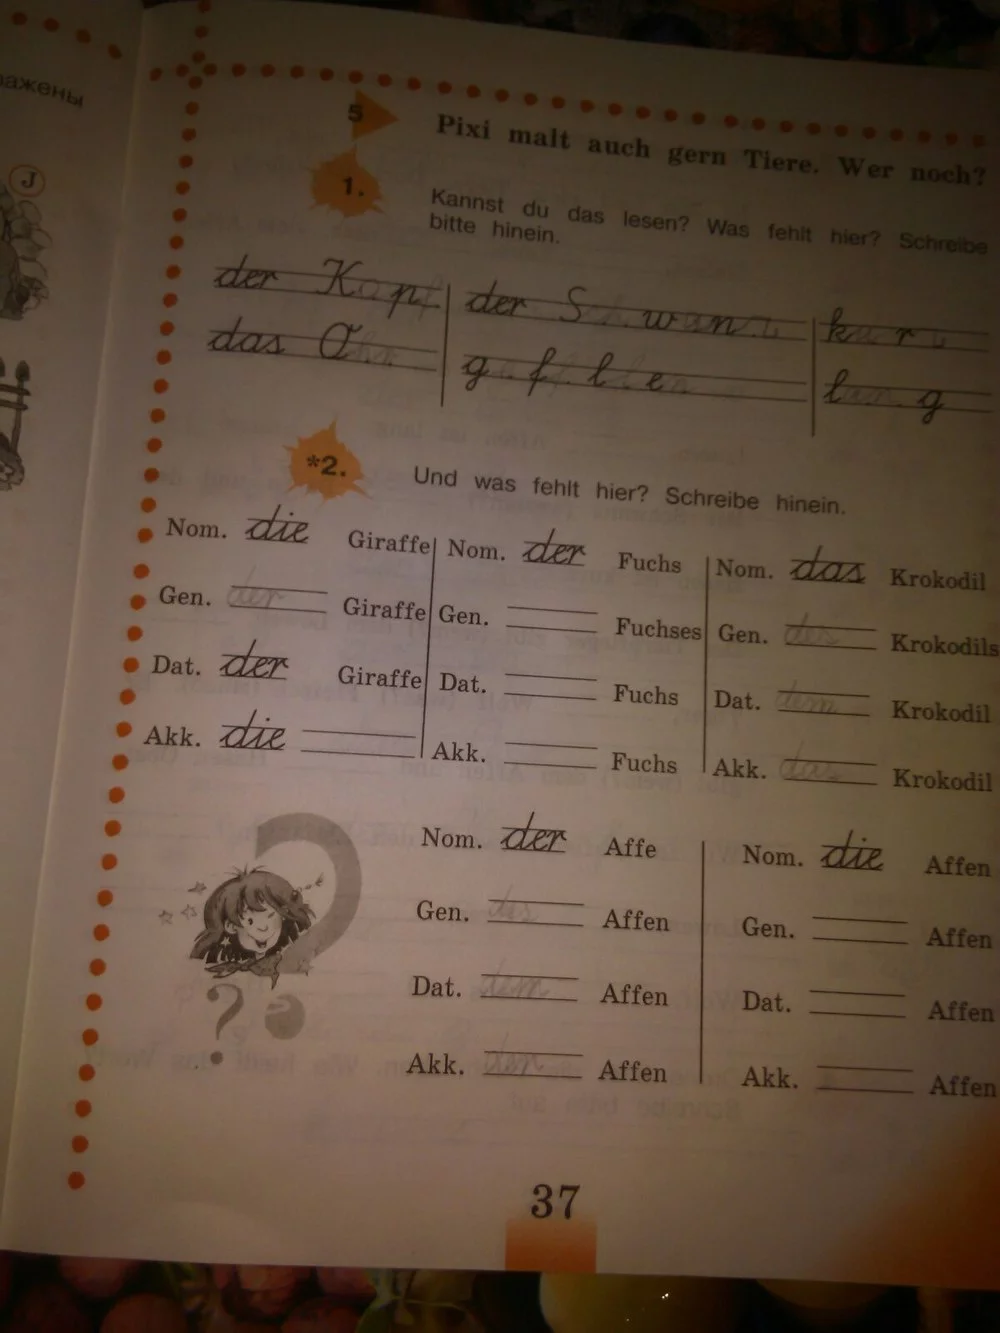 ражены
J
5 Pixi malt auch gern Tiere. Wer noch?
1. Kannst du das lesen? Was fehlt hier? Schreibe
bitte hinein.
der Kopf der Schwanz kurz
das Ohr gefallen lang
*2. Und was fehlt hier? Schreibe hinein.
Nom. die Giraffe Nom. der Fuchs Nom. das Krokodil
Gen. der Giraffe Gen. Fuchses Gen. des Krokodils
Dat. der Giraffe Dat. Fuchs Dat. dem Krokodil
Akk. die Akk. Fuchs Akk. das Krokodil
Nom. der Affe Nom. die Affen
Gen. des Affen Gen. Affen
Dat. dem Affen Dat. Affen
Akk. den Affen Akk. Affen
37